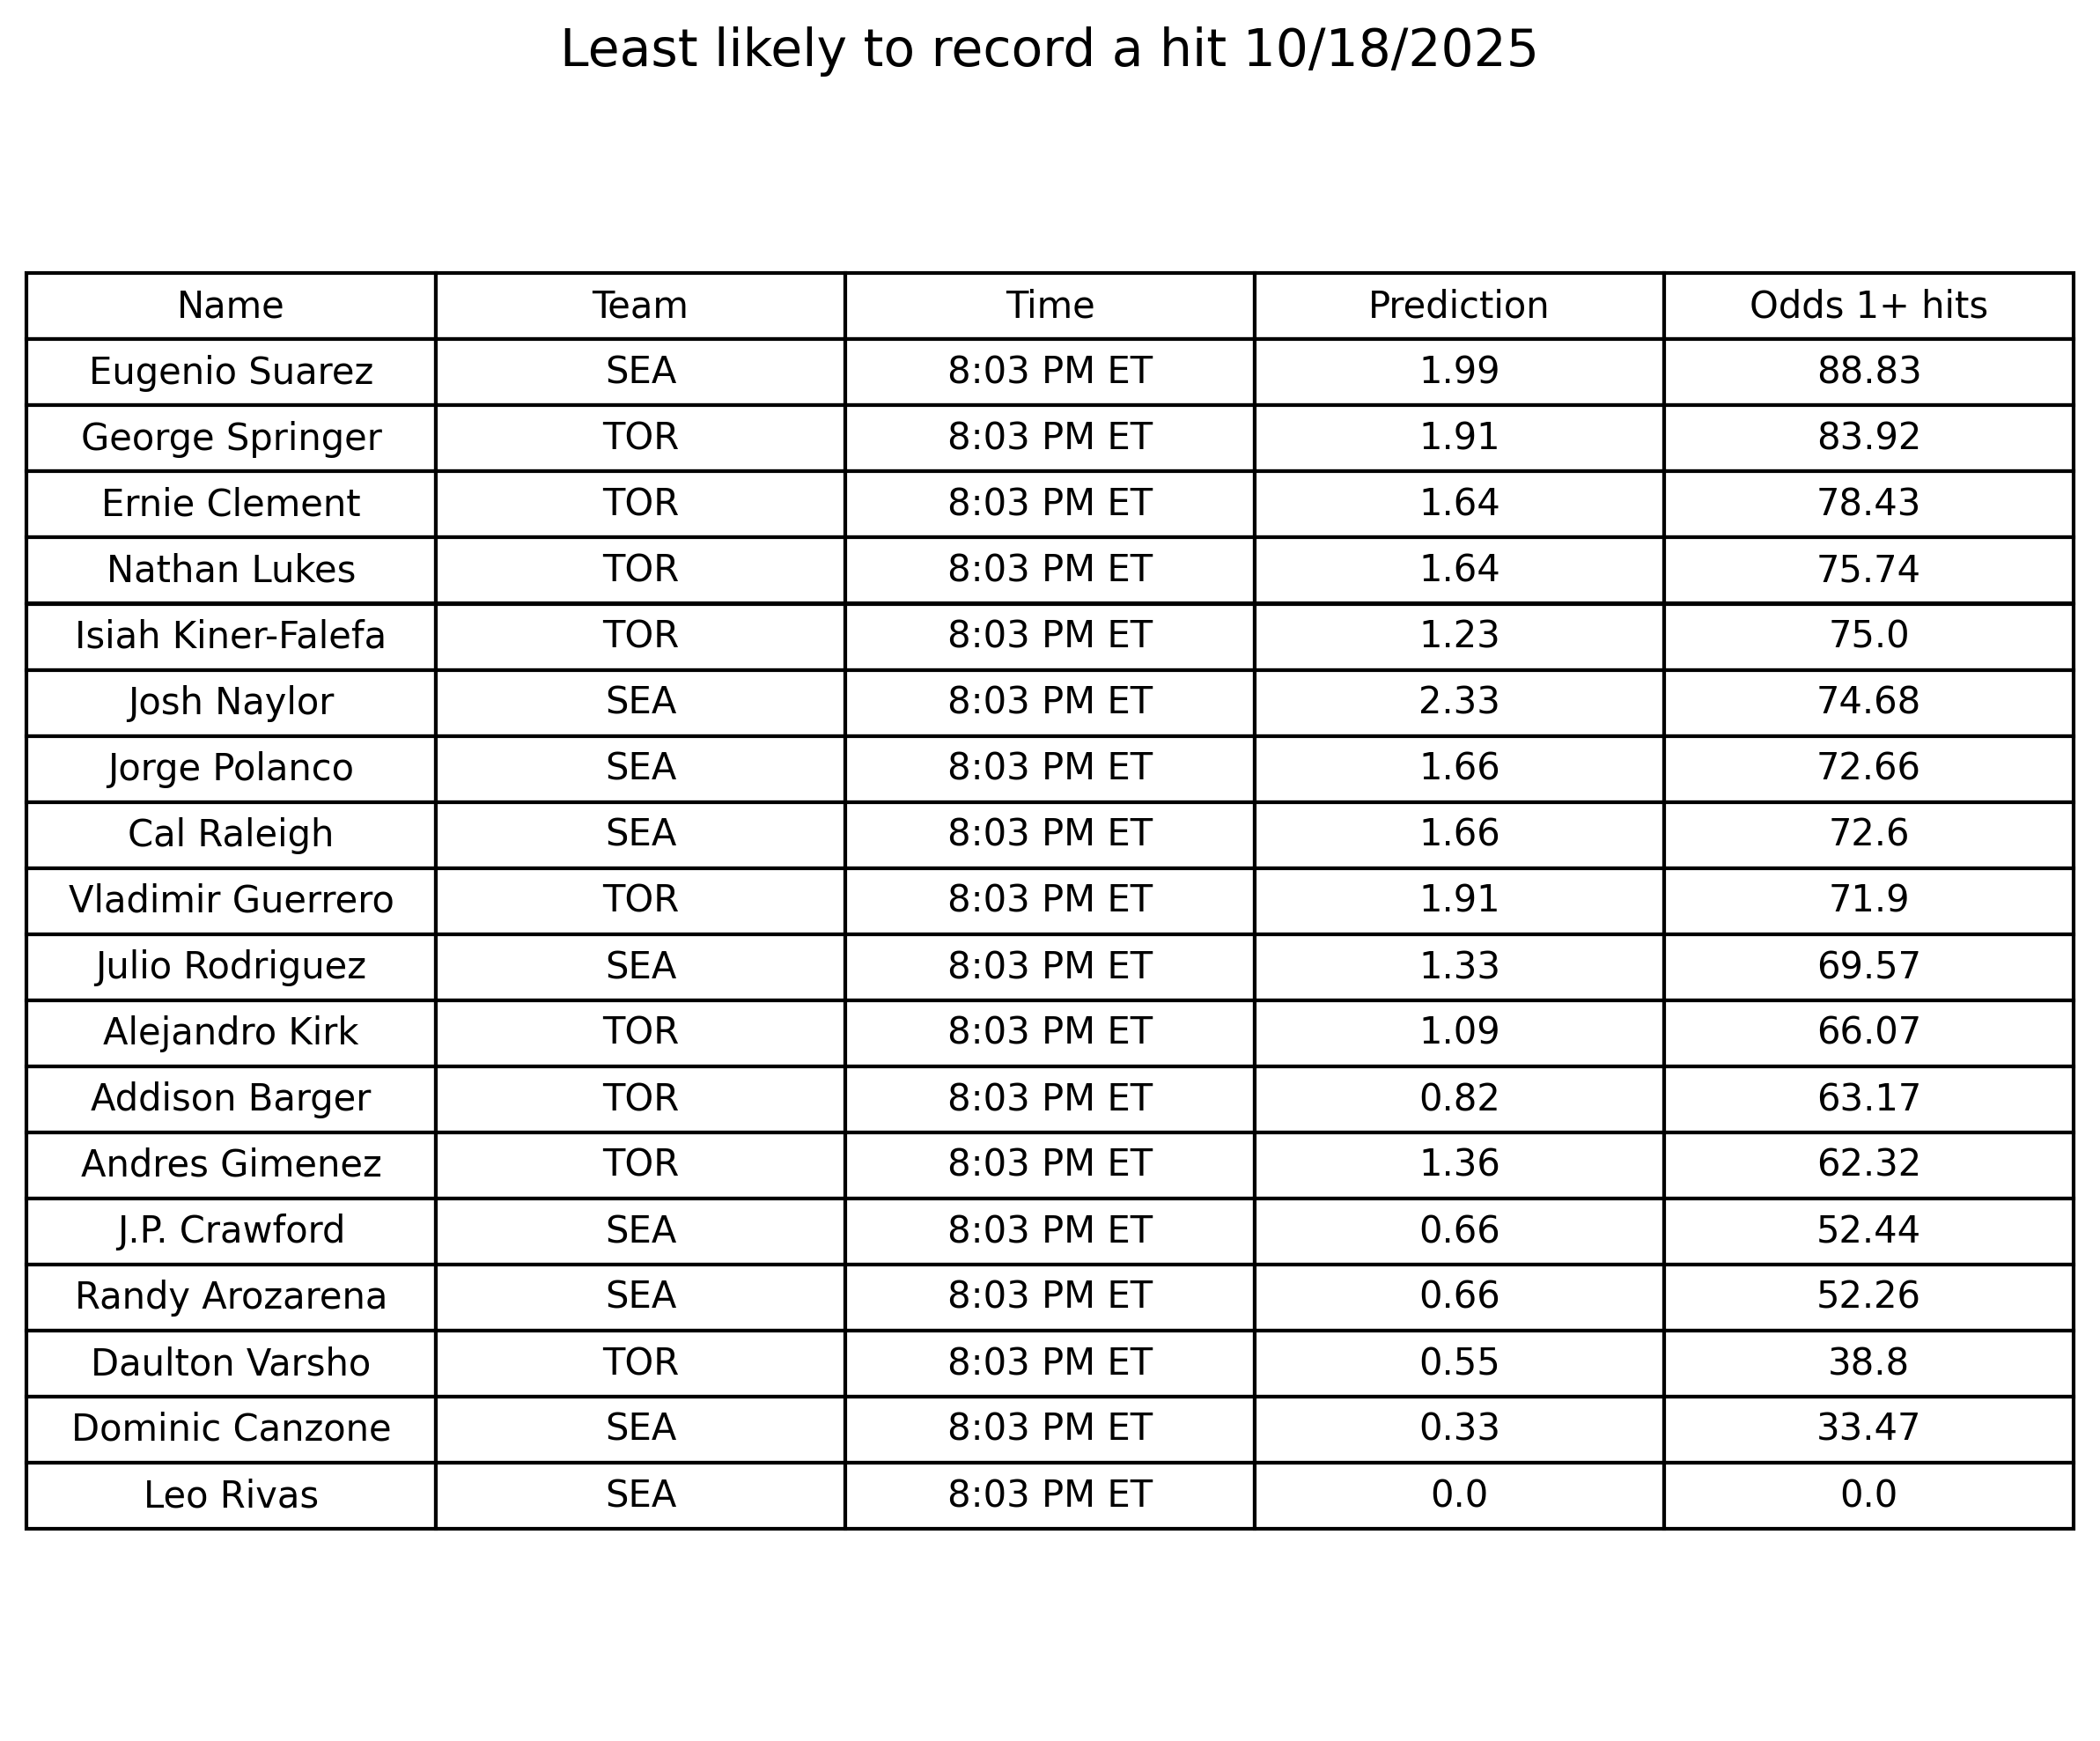 Least likely to record a hit 10/18/2025
Name Team Time Prediction Odds 1+ hits
Eugenio Suarez SEA 8:03 PM ET 1.99 88.83
George Springer TOR 8:03 PM ET 1.91 83.92
Ernie Clement TOR 8:03 PM ET 1.64 78.43
Nathan Lukes TOR 8:03 PM ET 1.64 75.74
Isiah Kiner-Falefa TOR 8:03 PM ET 1.23 75.0
Josh Naylor SEA 8:03 PM ET 2.33 74.68
Jorge Polanco SEA 8:03 PM ET 1.66 72.66
Cal Raleigh SEA 8:03 PM ET 1.66 72.6
Vladimir Guerrero TOR 8:03 PM ET 1.91 71.9
Julio Rodriguez SEA 8:03 PM ET 1.33 69.57
Alejandro Kirk TOR 8:03 PM ET 1.09 66.07
Addison Barger TOR 8:03 PM ET 0.82 63.17
Andres Gimenez TOR 8:03 PM ET 1.36 62.32
J.P. Crawford SEA 8:03 PM ET 0.66 52.44
Randy Arozarena SEA 8:03 PM ET 0.66 52.26
Daulton Varsho TOR 8:03 PM ET 0.55 38.8
Dominic Canzone SEA 8:03 PM ET 0.33 33.47
Leo Rivas SEA 8:03 PM ET 0.0 0.0